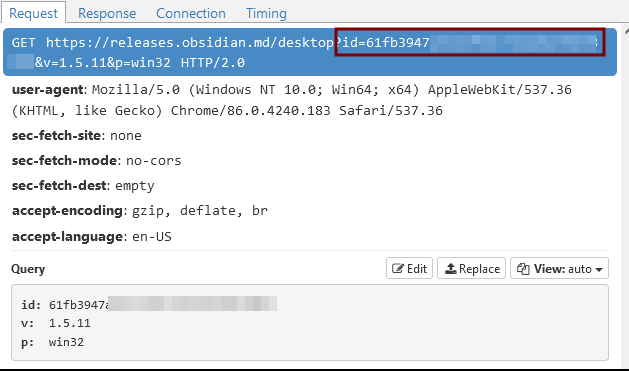 Request Response Connection Timing
GET https://releases.obsidian.md/desktop?id=61fb3947
&v=1.5.11&p=win32 HTTP/2.0
user-agent: Mozilla/5.0 (Windows NT 10.0; Win64; x64) AppleWebKit/537.36
(KHTML, like Gecko) Chrome/86.0.4240.183 Safari/537.36
sec-fetch-site: none
sec-fetch-mode: no-cors
sec-fetch-dest: empty
accept-encoding: gzip, deflate, br
accept-language: en-US
Query Edit Replace View: auto
id: 61fb3947
v: 1.5.11
p: win32